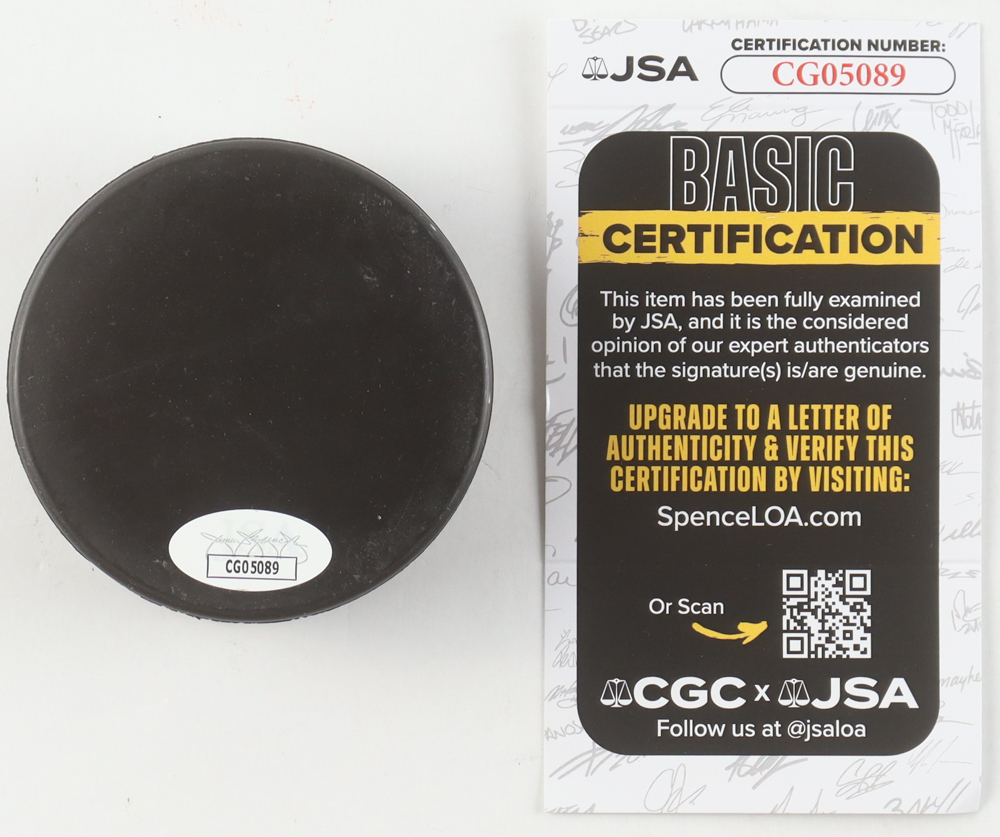 CG05089
JSA
CERTIFICATION NUMBER:
CG05089
BASIC
CERTIFICATION
This item has been fully examined
by JSA, and it is the considered
opinion of our expert authenticators
that the signature(s) is/are genuine.
UPGRADE TO A LETTER OF
AUTHENTICITY & VERIFY THIS
CERTIFICATION BY VISITING:
SpenceLOA.com
Or Scan
CGC x JSA
Follow us at @jsaloa